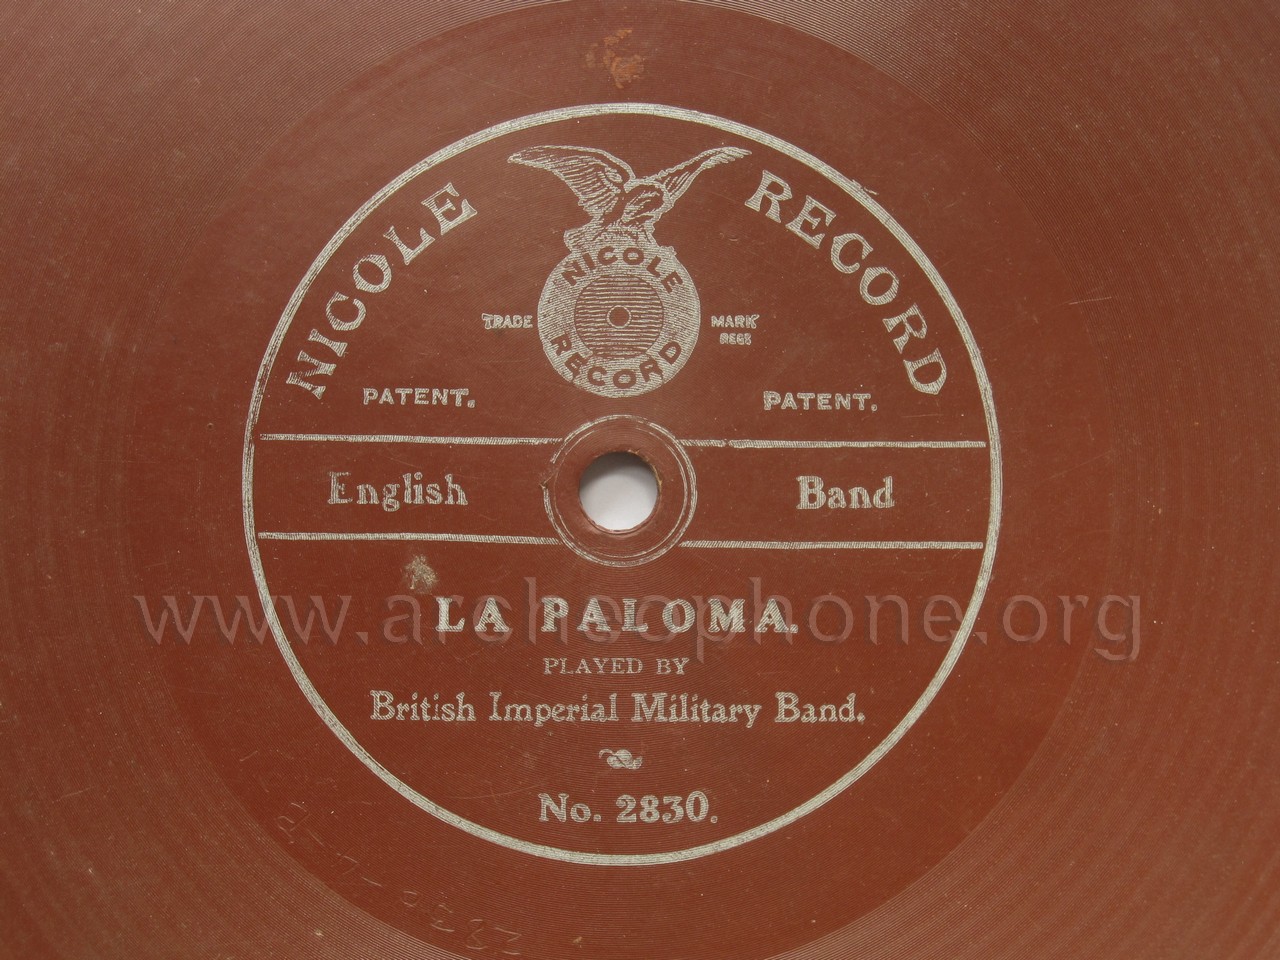 NICOLE RECORD
NICOLE
RECORD
TRADE MARK
REGD
PATENT. PATENT.
English Band
www.archeophone.org
LA PALOMA.
PLAYED BY
British Imperial Military Band.
No. 2830.
2830